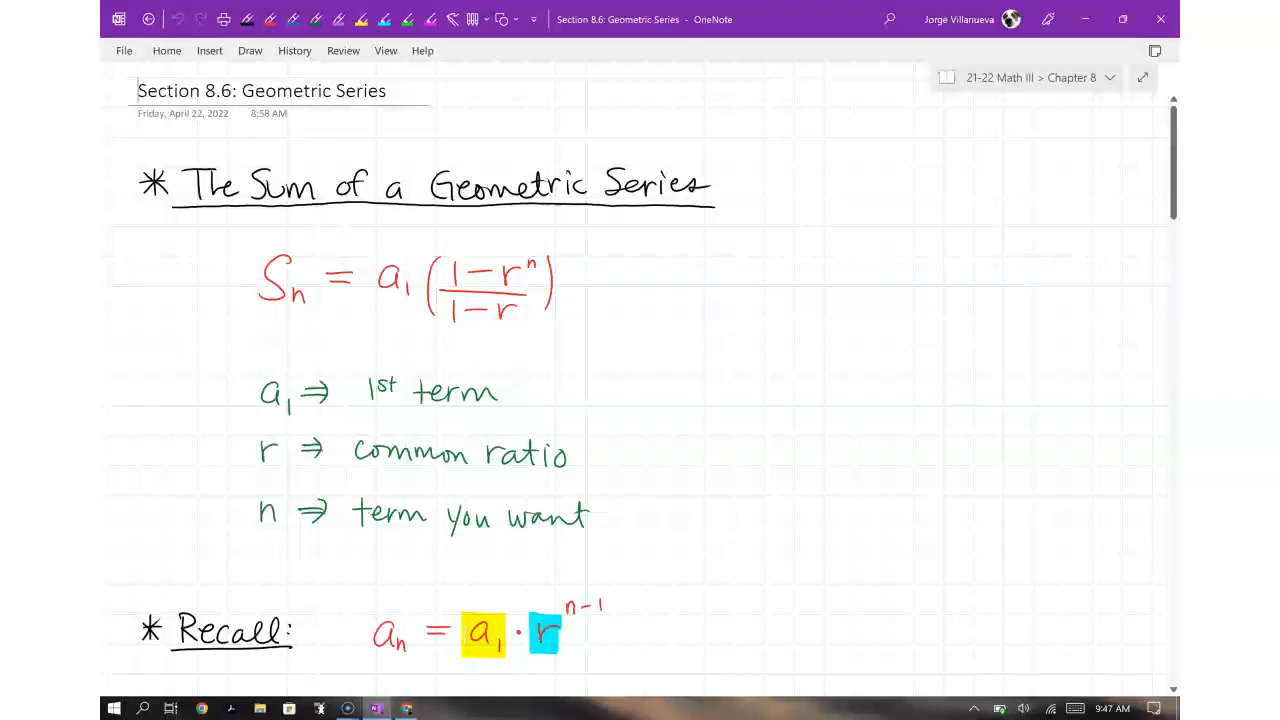 Section 8.6: Geometric Series - OneNote
Jorge Villanueva
File Home Insert Draw History Review View Help
21-22 Math III > Chapter 8
Section 8.6: Geometric Series
Friday, April 22, 2022 8:58 AM
* The Sum of a Geometric Series
Sₙ = a₁ ( (1-rⁿ) / (1-r) )
a₁ ⇒ 1st term
r ⇒ common ratio
n ⇒ term you want
* Recall: aₙ = a₁ · rⁿ⁻¹
9:47 AM